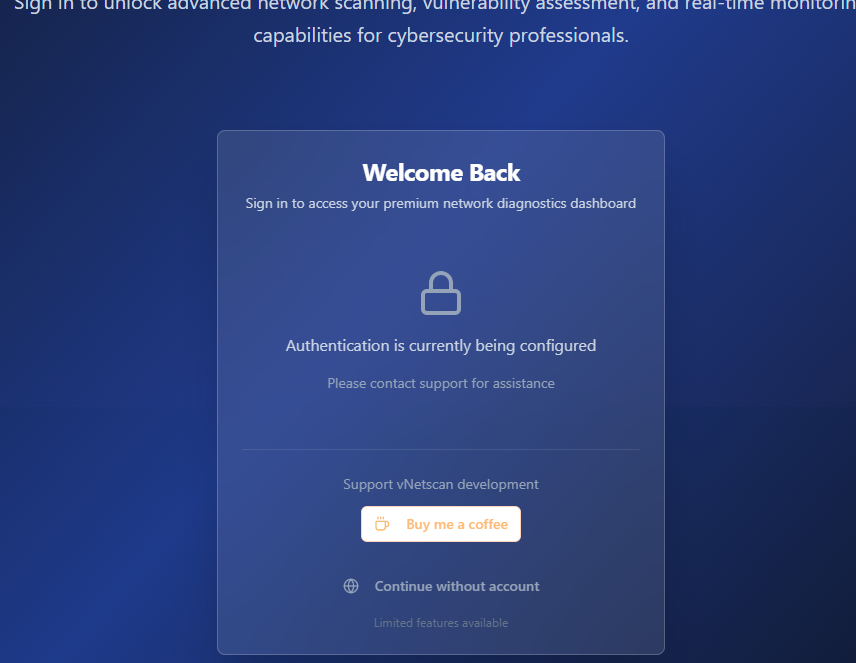 Sign in to unlock advanced network scanning, vulnerability assessment, and real-time
capabilities for cybersecurity professionals.
Welcome Back
Sign in to access your premium network diagnostics dashboard
Authentication is currently being configured
Please contact support for assistance
Support vNetscan development
Buy me a coffee
Continue without account
Limited features available